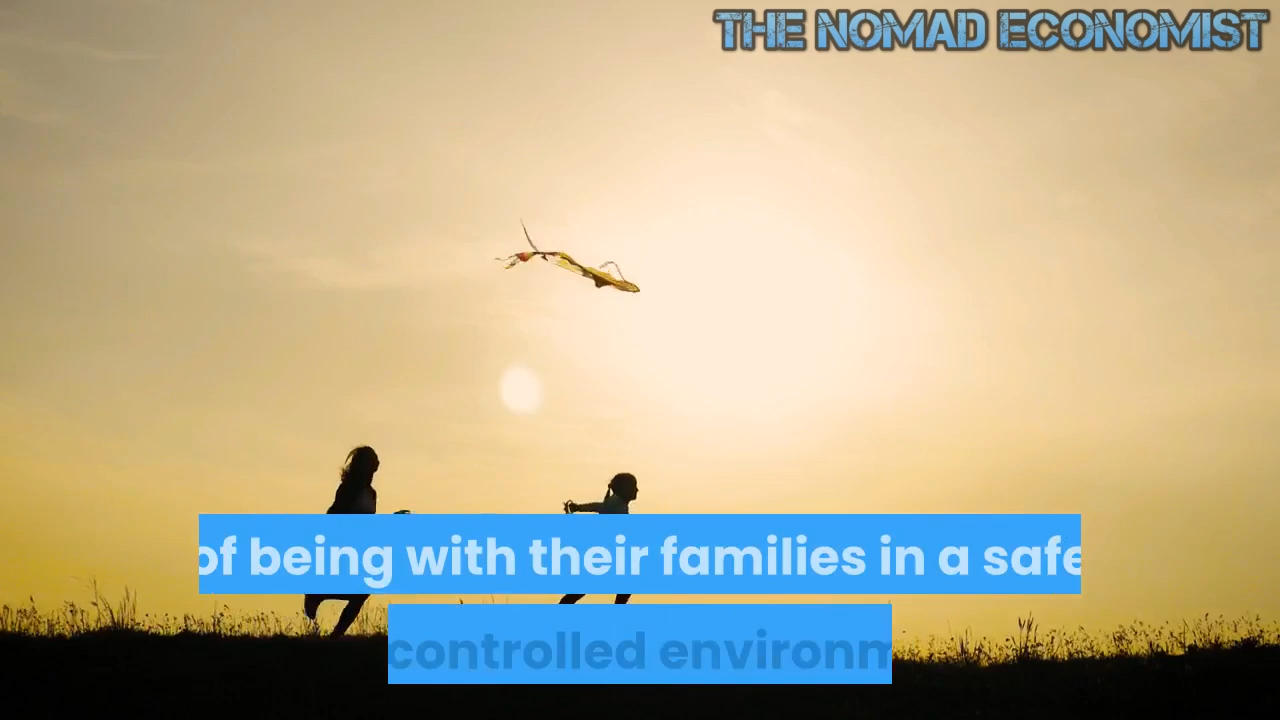 THE NOMAD ECONOMIST
of being with their families in a safe
controlled environm